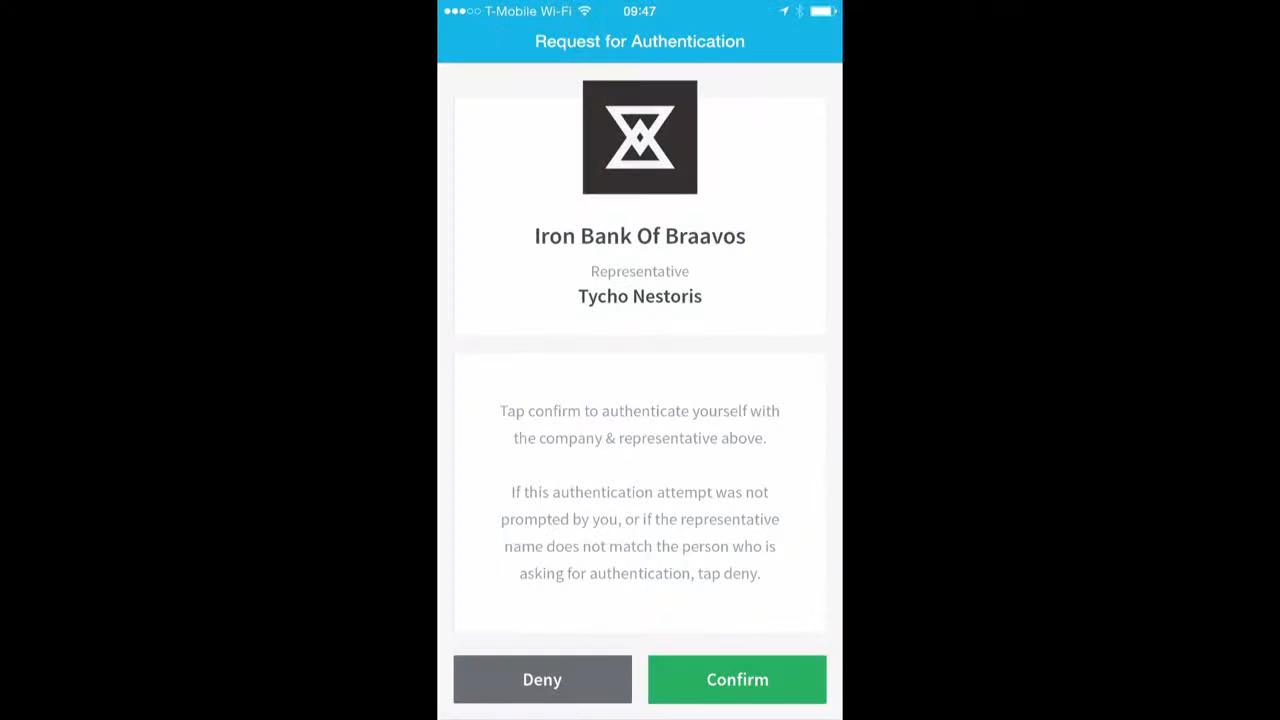 T-Mobile Wi-Fi 09:47
Request for Authentication
Iron Bank Of Braavos
Representative
Tycho Nestoris
Tap confirm to authenticate yourself with
the company & representative above.
If this authentication attempt was not
prompted by you, or if the representative
name does not match the person who is
asking for authentication, tap deny.
Deny Confirm